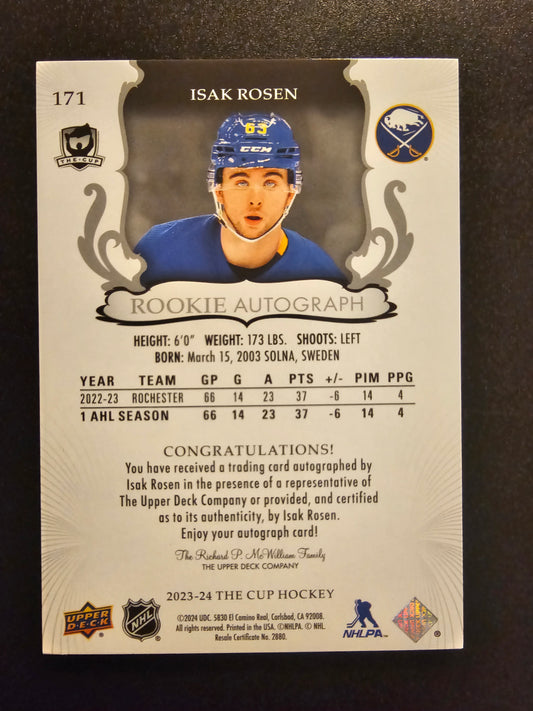 171
ISAK ROSEN
63
CCM
THE·CUP
ROOKIE AUTOGRAPH
HEIGHT: 6'0" WEIGHT: 173 LBS. SHOOTS: LEFT
BORN: March 15, 2003 SOLNA, SWEDEN
YEAR TEAM GP G A PTS +/- PIM PPG
2022-23 ROCHESTER 66 14 23 37 -6 14 4
1 AHL SEASON 66 14 23 37 -6 14 4
CONGRATULATIONS!
You have received a trading card autographed by
Isak Rosen in the presence of a representative of
The Upper Deck Company or provided, and certified
as to its authenticity, by Isak Rosen.
Enjoy your autograph card!
The Richard P. McWilliam Family
THE UPPER DECK COMPANY
2023-24 THE CUP HOCKEY
UPPER DECK
NHL
©2024 UDC. 5830 El Camino Real, Carlsbad, CA 92008.
All rights reserved. Printed in the USA. ©NHLPA. © NHL.
Resale Certificate No. 2880.
NHLPA